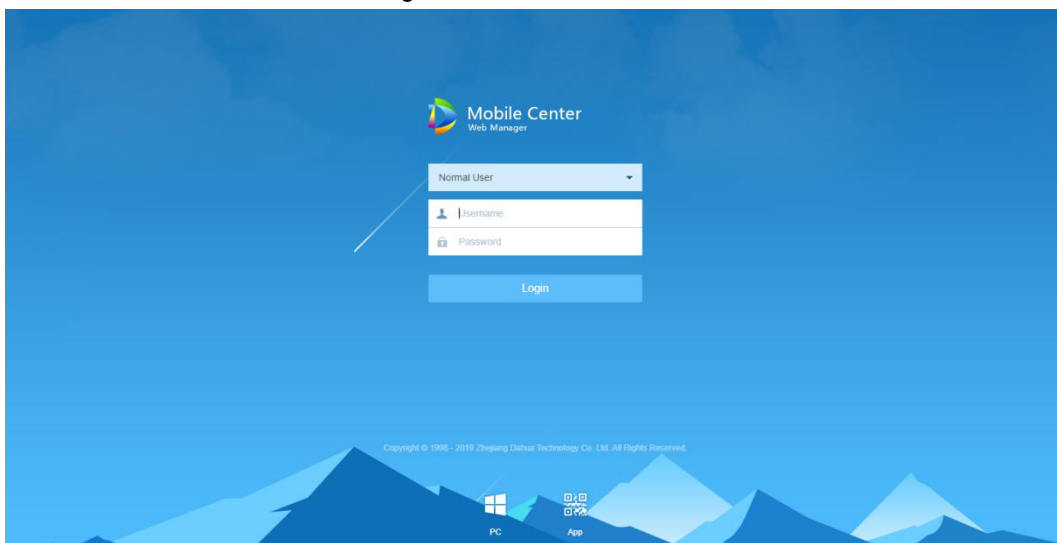 Mobile Center
Web Manager
Normal User
Username
Password
Login
Copyright © 1998 - 2019 Zhejiang Dahua Technology Co. Ltd. All Rights Reserved.
PC
App